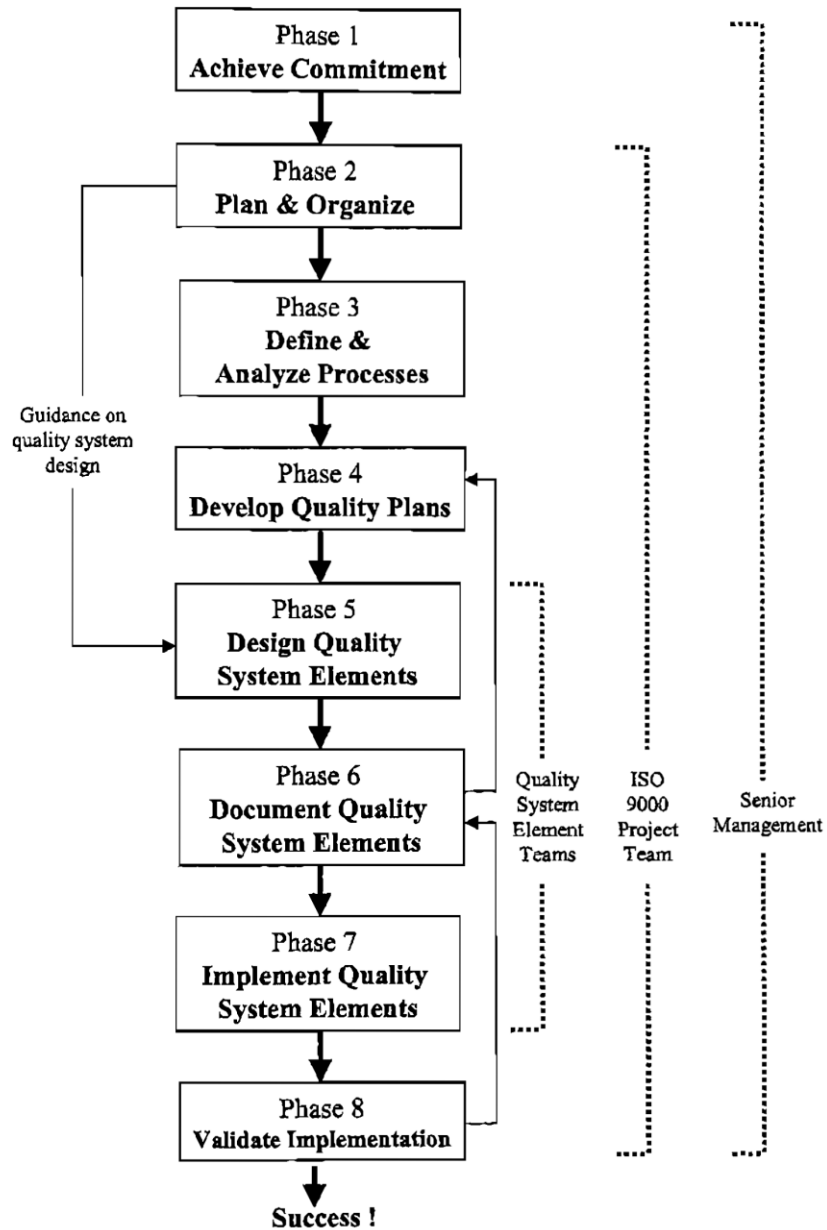 Phase 1
Achieve Commitment
Phase 2
Plan & Organize
Phase 3
Define &
Analyze Processes
Guidance on
quality system
design
Phase 4
Develop Quality Plans
Phase 5
Design Quality
System Elements
Phase 6
Document Quality
System Elements
Quality
System
Element
Teams
ISO
9000
Project
Team
Senior
Management
Phase 7
Implement Quality
System Elements
Phase 8
Validate Implementation
Success !